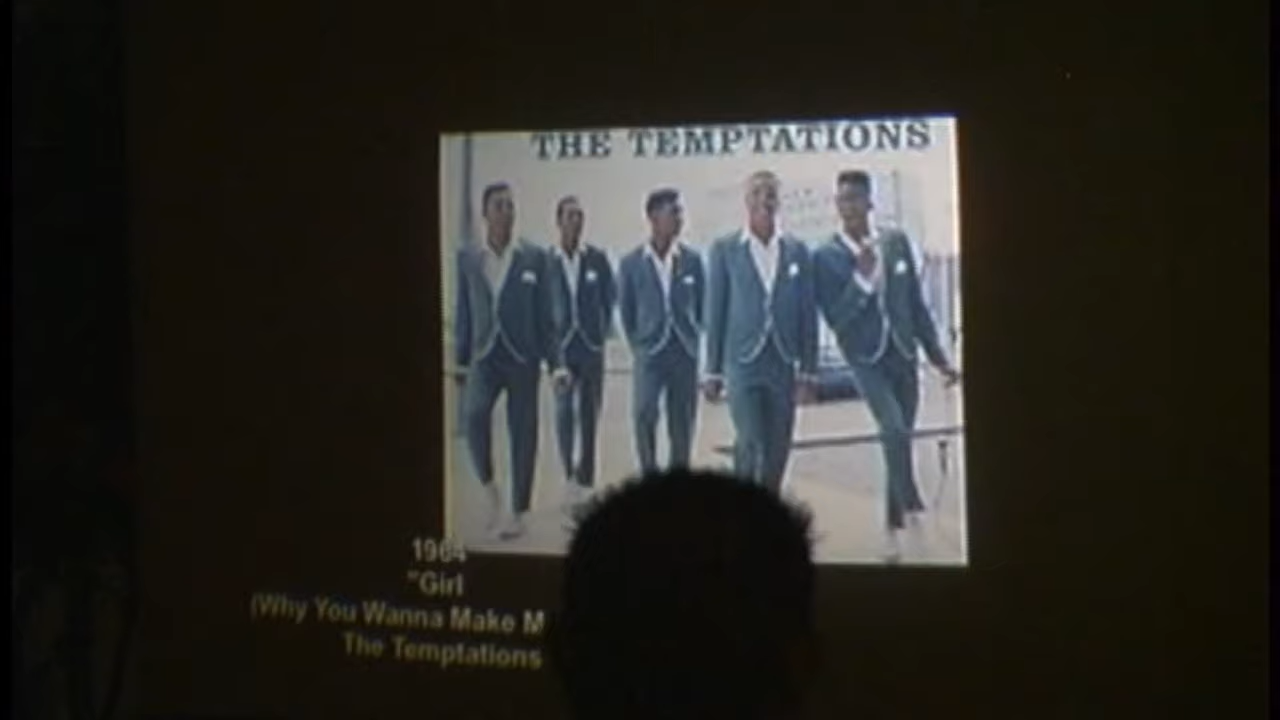 THE TEMPTATIONS
1964
"Girl
(Why You Wanna Make M
The Temptations